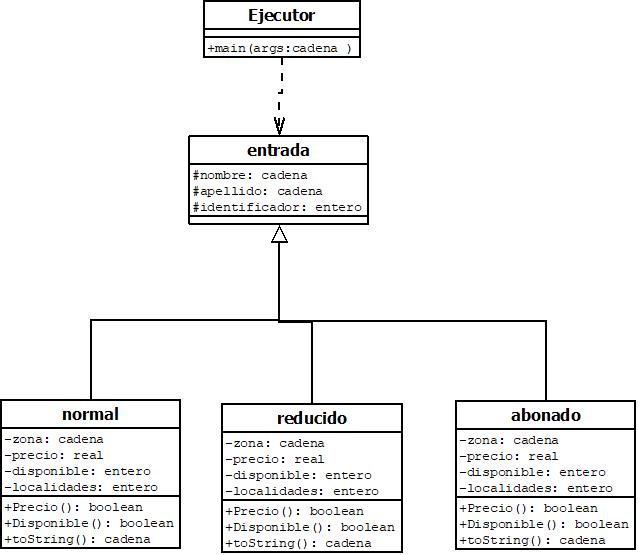 Ejecutor
+main(args:cadena )
entrada
#nombre: cadena
#apellido: cadena
#identificador: entero
normal
-zona: cadena
-precio: real
-disponible: entero
-localidades: entero
+Precio(): boolean
+Disponible(): boolean
+toString(): cadena
reducido
-zona: cadena
-precio: real
-disponible: entero
-localidades: entero
+Precio(): boolean
+Disponible(): boolean
+toString(): cadena
abonado
-zona: cadena
-precio: real
-disponible: entero
-localidades: entero
+Precio(): boolean
+Disponible(): boolean
+toString(): cadena